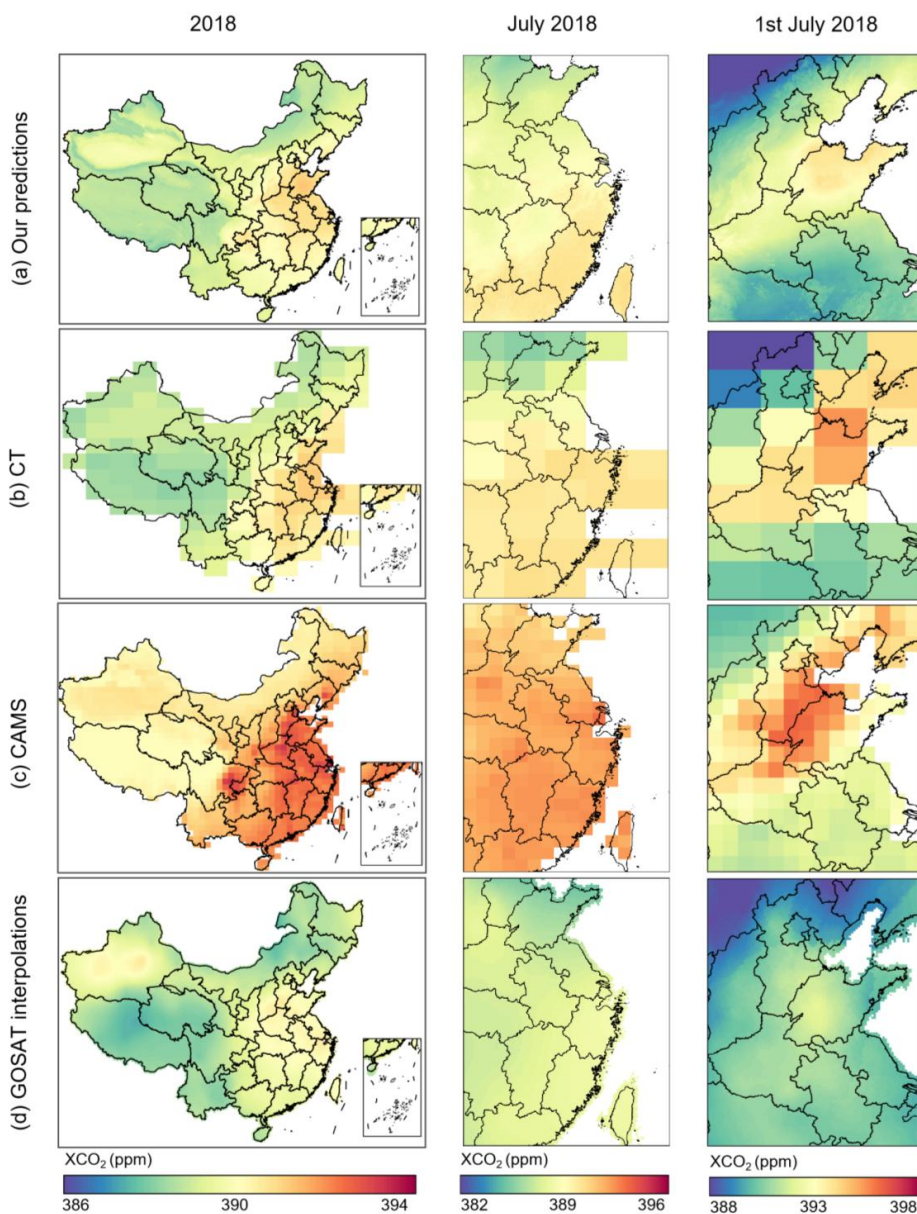 2018 July 2018 1st July 2018
(a) Our predictions
(b) CT
(c) CAMS
(d) GOSAT interpolations
XCO₂ (ppm) XCO₂ (ppm) XCO₂ (ppm)
386 390 394 382 389 396 388 393 398